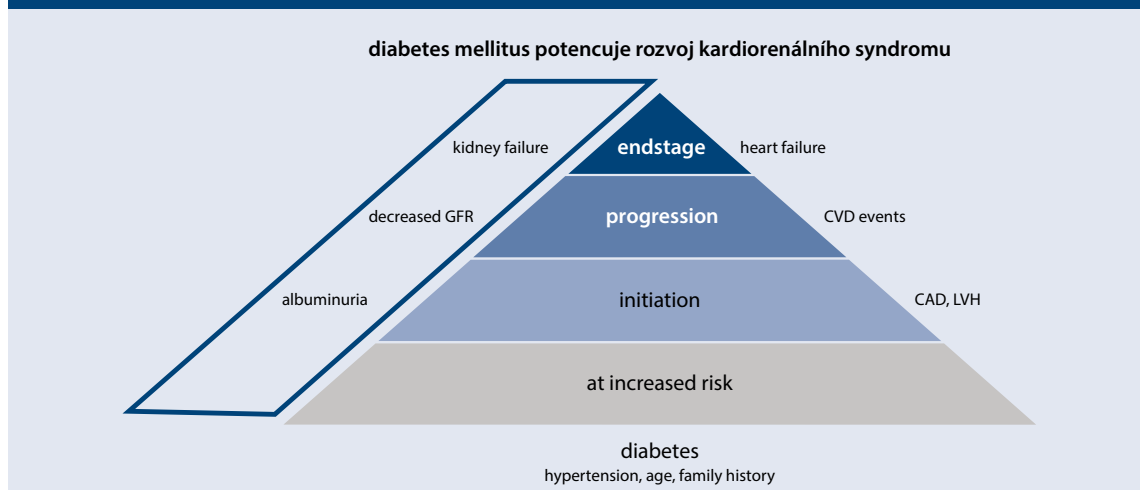 diabetes mellitus potencuje rozvoj kardiorenálního syndromu
kidney failure
endstage
heart failure
decreased GFR
progression
CVD events
albuminuria
initiation
CAD, LVH
at increased risk
diabetes
hypertension, age, family history